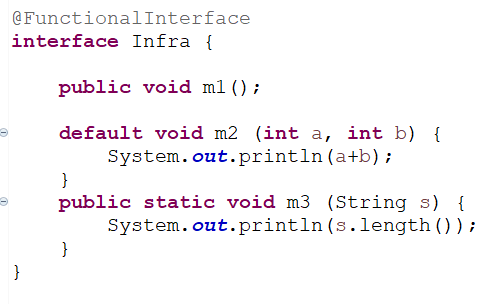 @FunctionalInterface
interface Infra {
public void m1();
default void m2 (int a, int b) {
System.out.println(a+b);
}
public static void m3 (String s) {
System.out.println(s.length());
}
}